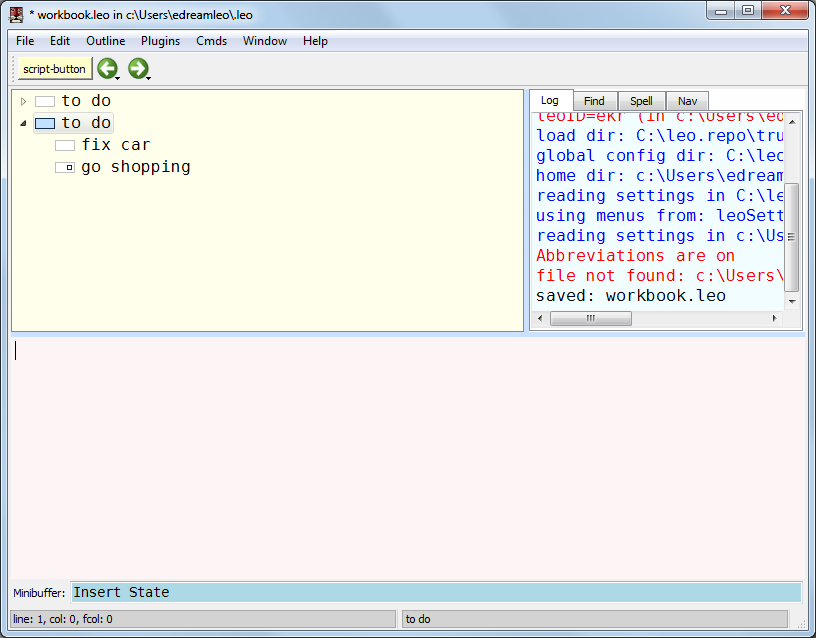 * workbook.leo in c:\Users\edreamleo\.leo
File Edit Outline Plugins Cmds Window Help
script-button
to do
to do
fix car
go shopping
Log Find Spell Nav
leoID=ekr (in c:\Users\ed
load dir: C:\leo.repo\tru
global config dir: C:\leo
home dir: c:\Users\edream
reading settings in C:\le
using menus from: leoSett
reading settings in c:\Us
Abbreviations are on
file not found: c:\Users\
saved: workbook.leo
Minibuffer: Insert State
line: 1, col: 0, fcol: 0
to do